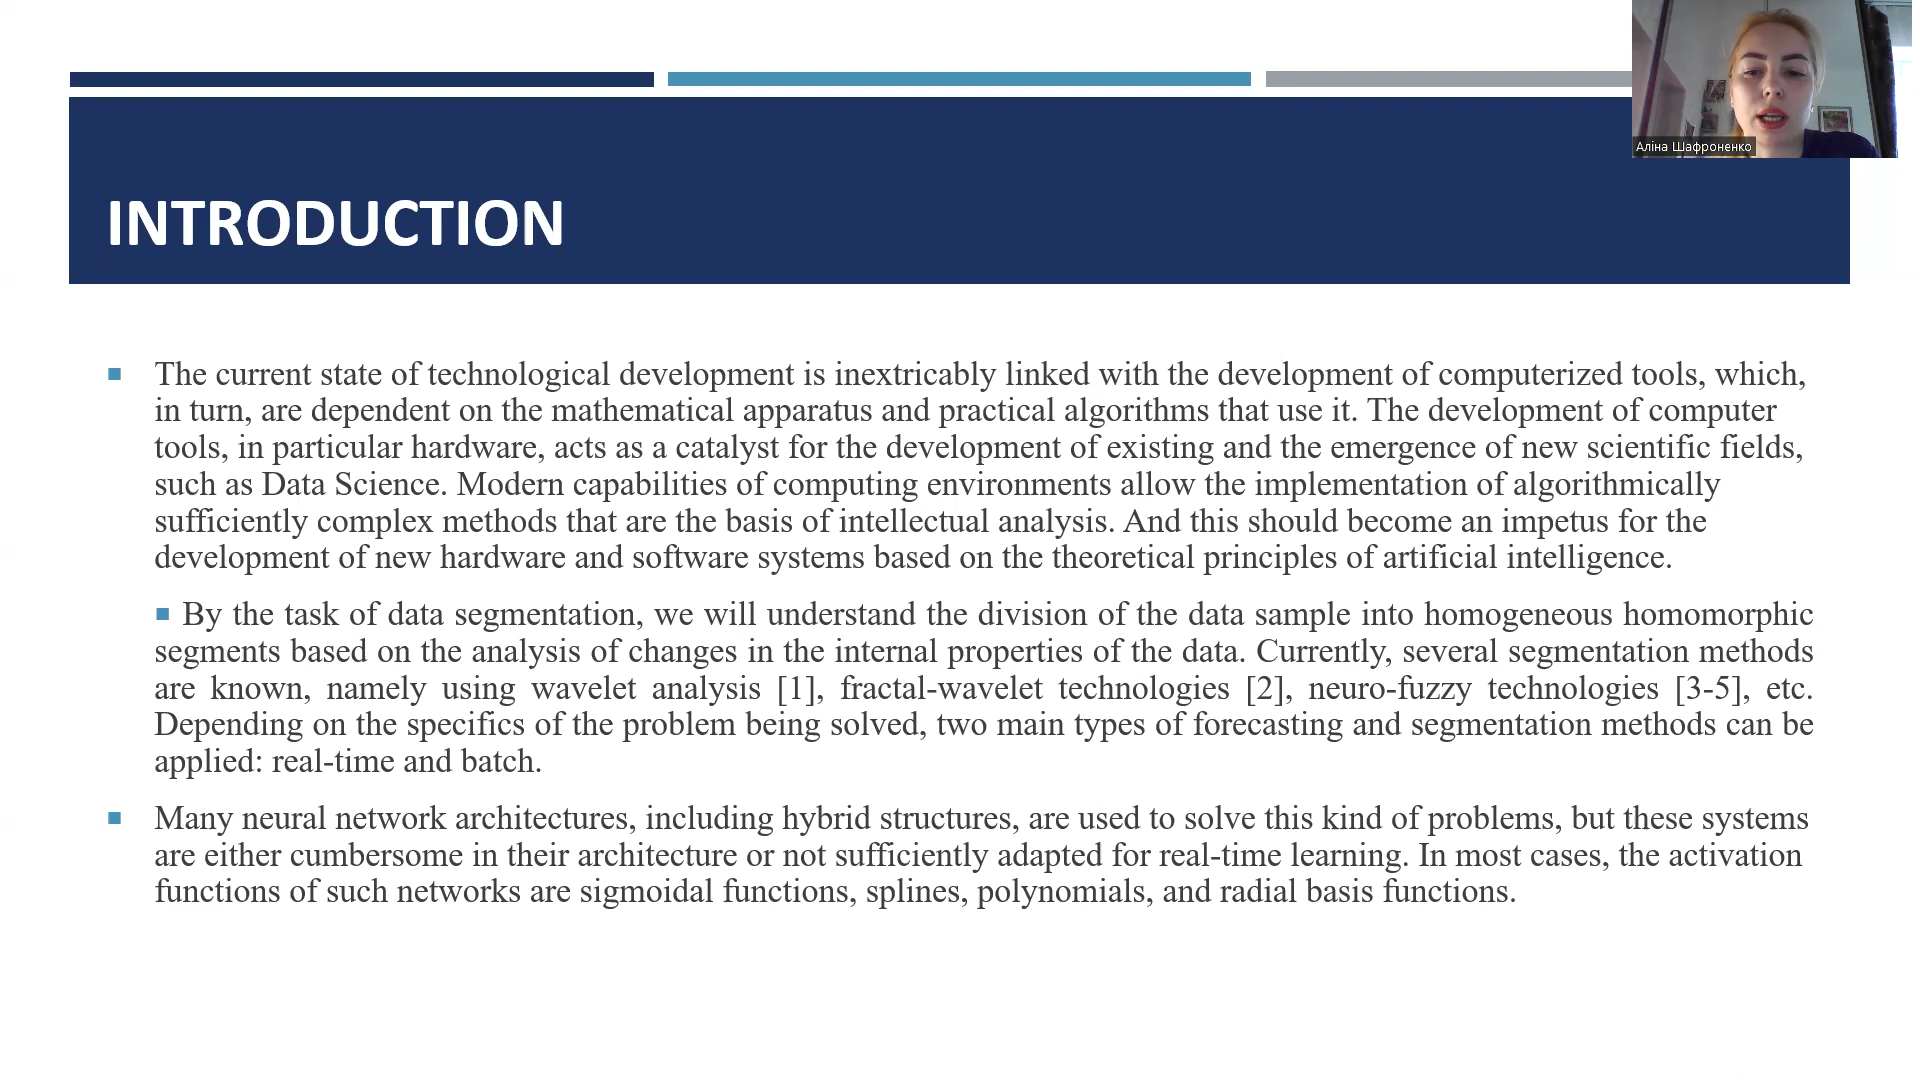 Аліна Шафроненко
INTRODUCTION
The current state of technological development is inextricably linked with the development of computerized tools, which,
in turn, are dependent on the mathematical apparatus and practical algorithms that use it. The development of computer
tools, in particular hardware, acts as a catalyst for the development of existing and the emergence of new scientific fields,
such as Data Science. Modern capabilities of computing environments allow the implementation of algorithmically
sufficiently complex methods that are the basis of intellectual analysis. And this should become an impetus for the
development of new hardware and software systems based on the theoretical principles of artificial intelligence.
By the task of data segmentation, we will understand the division of the data sample into homogeneous homomorphic
segments based on the analysis of changes in the internal properties of the data. Currently, several segmentation methods
are known, namely using wavelet analysis [1], fractal-wavelet technologies [2], neuro-fuzzy technologies [3-5], etc.
Depending on the specifics of the problem being solved, two main types of forecasting and segmentation methods can be
applied: real-time and batch.
Many neural network architectures, including hybrid structures, are used to solve this kind of problems, but these systems
are either cumbersome in their architecture or not sufficiently adapted for real-time learning. In most cases, the activation
functions of such networks are sigmoidal functions, splines, polynomials, and radial basis functions.